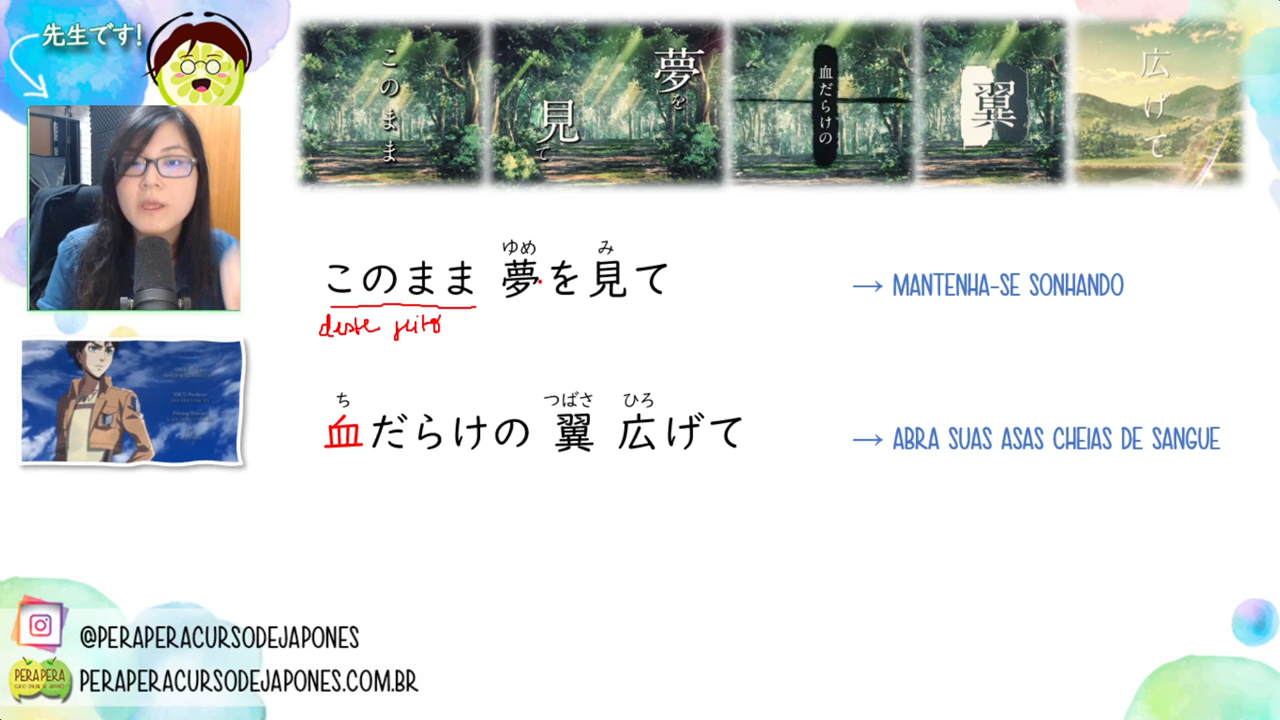 先生です!
このまま
夢を
見て
血だらけの
翼
広げて
ゆめ み
このまま 夢を見て
→ MANTENHA-SE SONHANDO
deste jeito
ち つばさ ひろ
血だらけの 翼 広げて
→ ABRA SUAS ASAS CHEIAS DE SANGUE
@PERAPERACURSODEJAPONES
PERAPERA
PERAPERACURSODEJAPONES.COM.BR